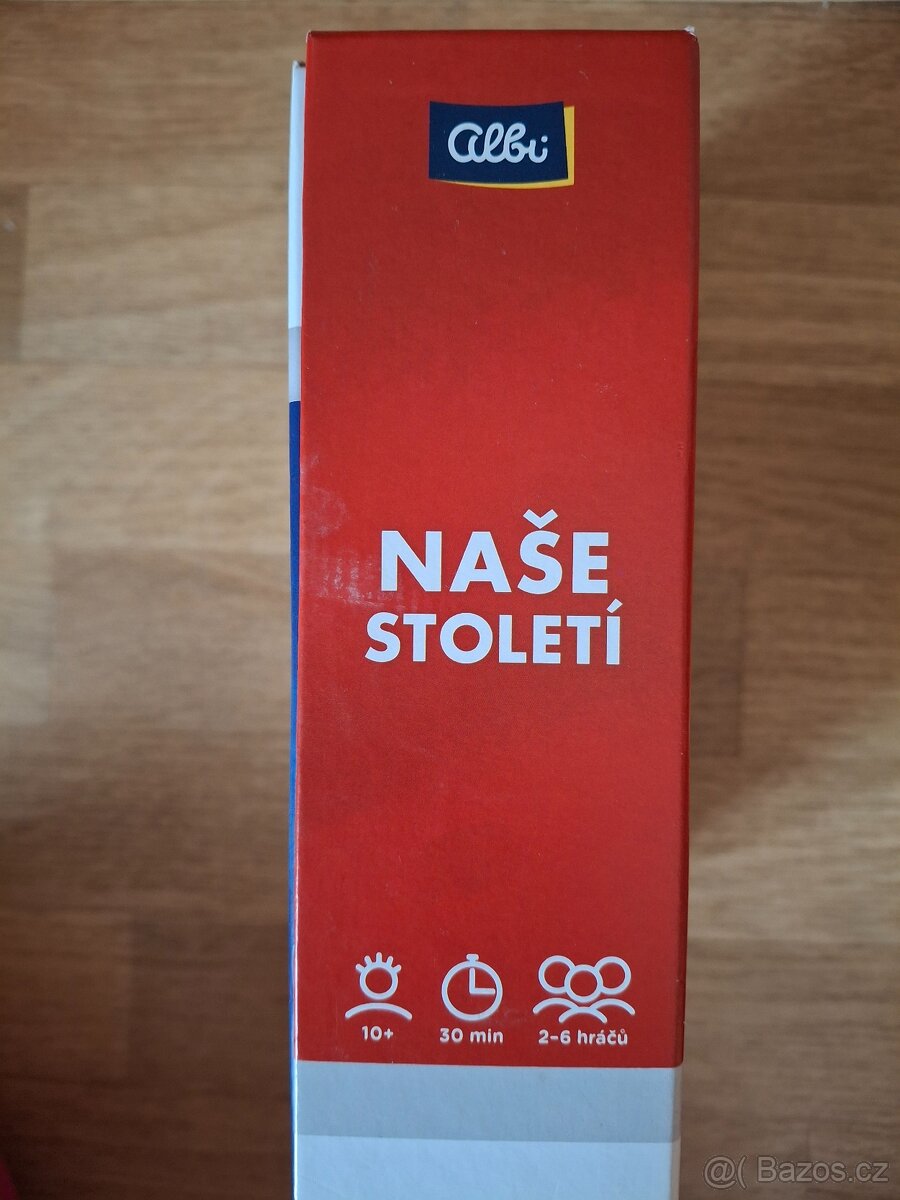 albi
NAŠE
STOLETÍ
10+ 30 min 2-6 hráčů
@( Bazos.cz